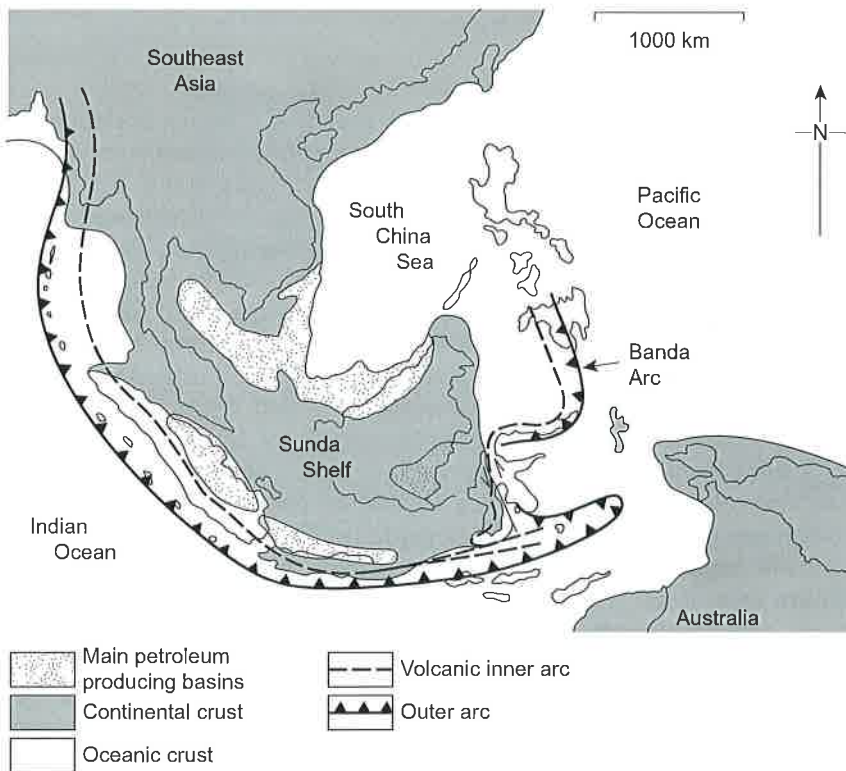 Southeast
Asia
1000 km
N
South
China
Sea
Pacific
Ocean
Banda
Arc
Sunda
Shelf
Indian
Ocean
Australia
Main petroleum
producing basins
Continental crust
Oceanic crust
Volcanic inner arc
Outer arc